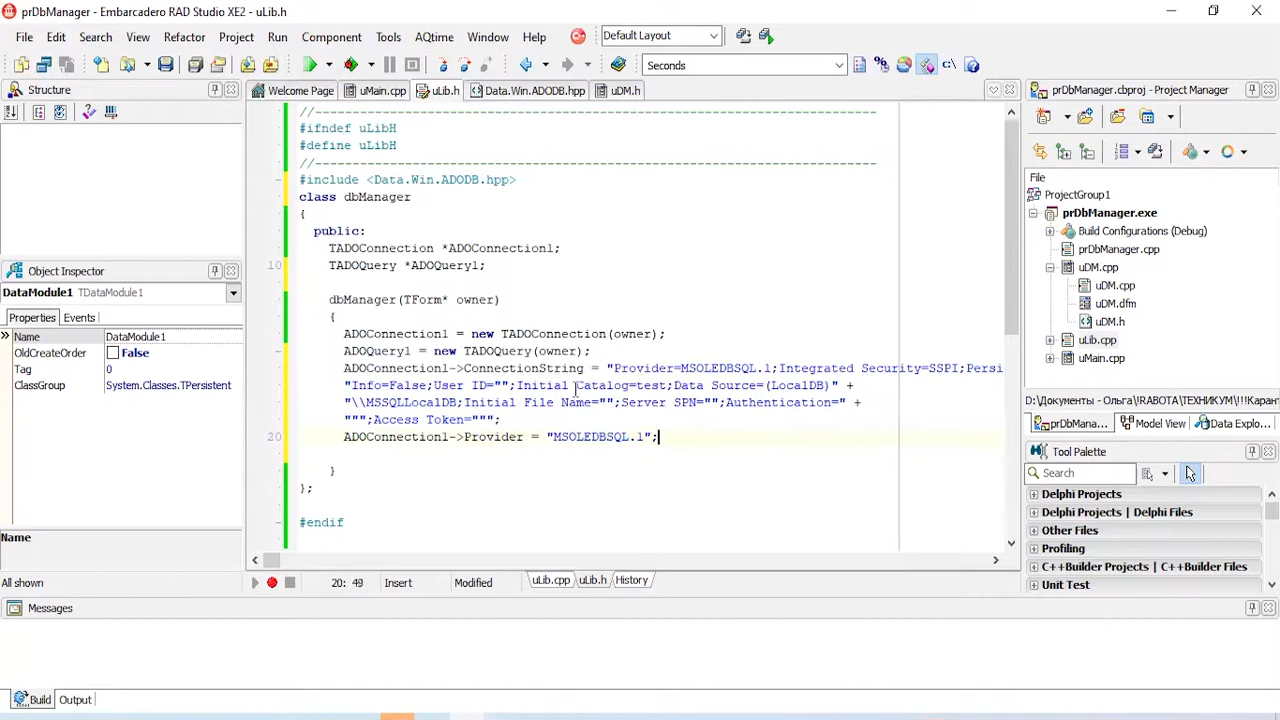 prDbManager - Embarcadero RAD Studio XE2 - uLib.h
File Edit Search View Refactor Project Run Component Tools AQtime Window Help Default Layout
Seconds
Structure
Welcome Page uMain.cpp uLib.h Data.Win.ADODB.hpp uDM.h
prDbManager.cbproj - Project Manager
//---------------------------------------------------------------------------
#ifndef uLibH
#define uLibH
//---------------------------------------------------------------------------
#include <Data.Win.ADODB.hpp>
class dbManager
{
public:
TADOConnection *ADOConnection1;
10 TADOQuery *ADOQuery1;
dbManager(TForm* owner)
{
ADOConnection1 = new TADOConnection(owner);
ADOQuery1 = new TADOQuery(owner);
ADOConnection1->ConnectionString = "Provider=MSOLEDBSQL.1;Integrated Security=SSPI;Persi
"Info=False;User ID="";Initial Catalog=test;Data Source=(LocalDB)" +
"\\MSSQLLocalDB;Initial File Name="";Server SPN="";Authentication=" +
""";Access Token=""";
20 ADOConnection1->Provider = "MSOLEDBSQL.1";
}
};
#endif
20: 49 Insert Modified uLib.cpp uLib.h History
Object Inspector
DataModule1 TDataModule1
Properties Events
Name DataModule1
OldCreateOrder False
Tag 0
ClassGroup System.Classes.TPersistent
Name
All shown
File
ProjectGroup1
prDbManager.exe
Build Configurations (Debug)
prDbManager.cpp
uDM.cpp
uDM.cpp
uDM.dfm
uDM.h
uLib.cpp
uMain.cpp
D:\Документы - Ольга\!RABOTA\ТЕХНИКУМ\!!!Каран
prDbMana... Model View Data Explo...
Tool Palette
Search
Delphi Projects
Delphi Projects | Delphi Files
Other Files
Profiling
C++Builder Projects | C++Builder Files
Unit Test
Messages
Build Output